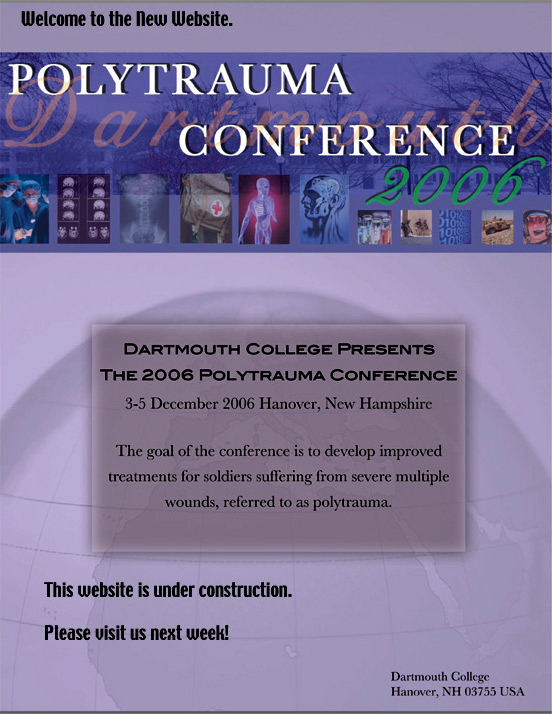 Welcome to the New Website.
POLYTRAUMA
Dartmouth
CONFERENCE
2006
DARTMOUTH COLLEGE PRESENTS
THE 2006 POLYTRAUMA CONFERENCE
3-5 December 2006 Hanover, New Hampshire
The goal of the conference is to develop improved
treatments for soldiers suffering from severe multiple
wounds, referred to as polytrauma.
This website is under construction.
Please visit us next week!
Dartmouth College
Hanover, NH 03755 USA